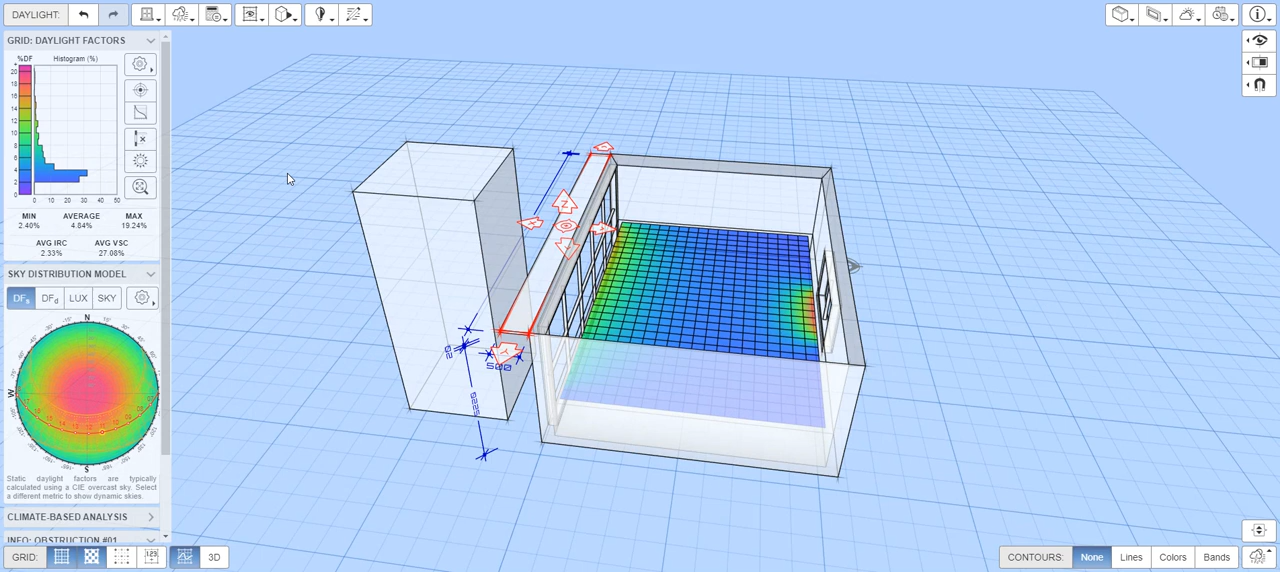 DAYLIGHT:
GRID: DAYLIGHT FACTORS
%DF Histogram (%)
20
18
16
14
12
10
8
6
4
2
0
0 10 20 30 40 50
MIN AVERAGE MAX
2.40% 4.84% 19.24%
AVG IRC AVG VSC
2.33% 27.08%
SKY DISTRIBUTION MODEL
DFs DFd LUX SKY
N
W
S
Static daylight factors are typically
calculated using a CIE overcast sky. Select
a different metric to show dynamic skies.
CLIMATE-BASED ANALYSIS
INFO: OBSTRUCTION #01
Z
500
GRID: 3D
CONTOURS: None Lines Colors Bands